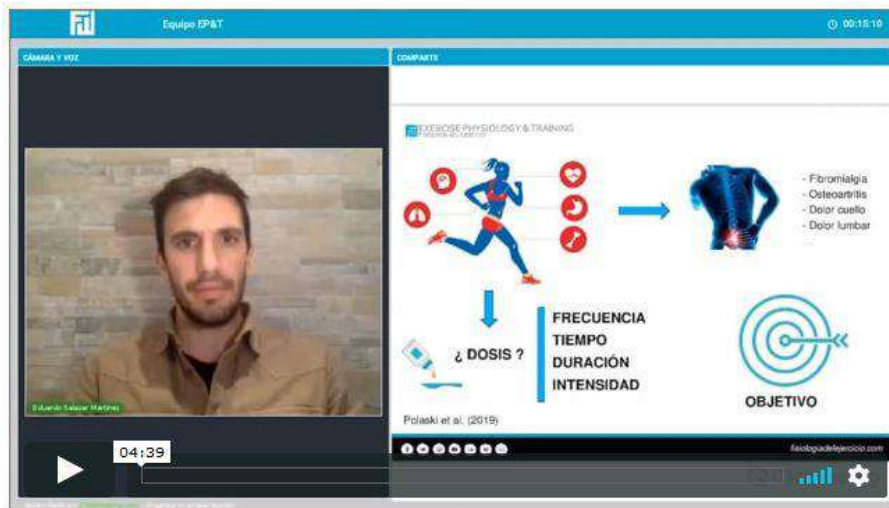 Equipo EP&T
00:15:10
CÁMARA Y VOZ
COMPARTE
EXERCISE PHYSIOLOGY & TRAINING
- Fibromialgia
- Osteoartritis
- Dolor cuello
- Dolor lumbar
...
¿ DOSIS ?
FRECUENCIA
TIEMPO
DURACIÓN
INTENSIDAD
OBJETIVO
Polaski et al. (2019)
Eduardo Salazar Martínez
04:39
fisiologiadelejercicio.com